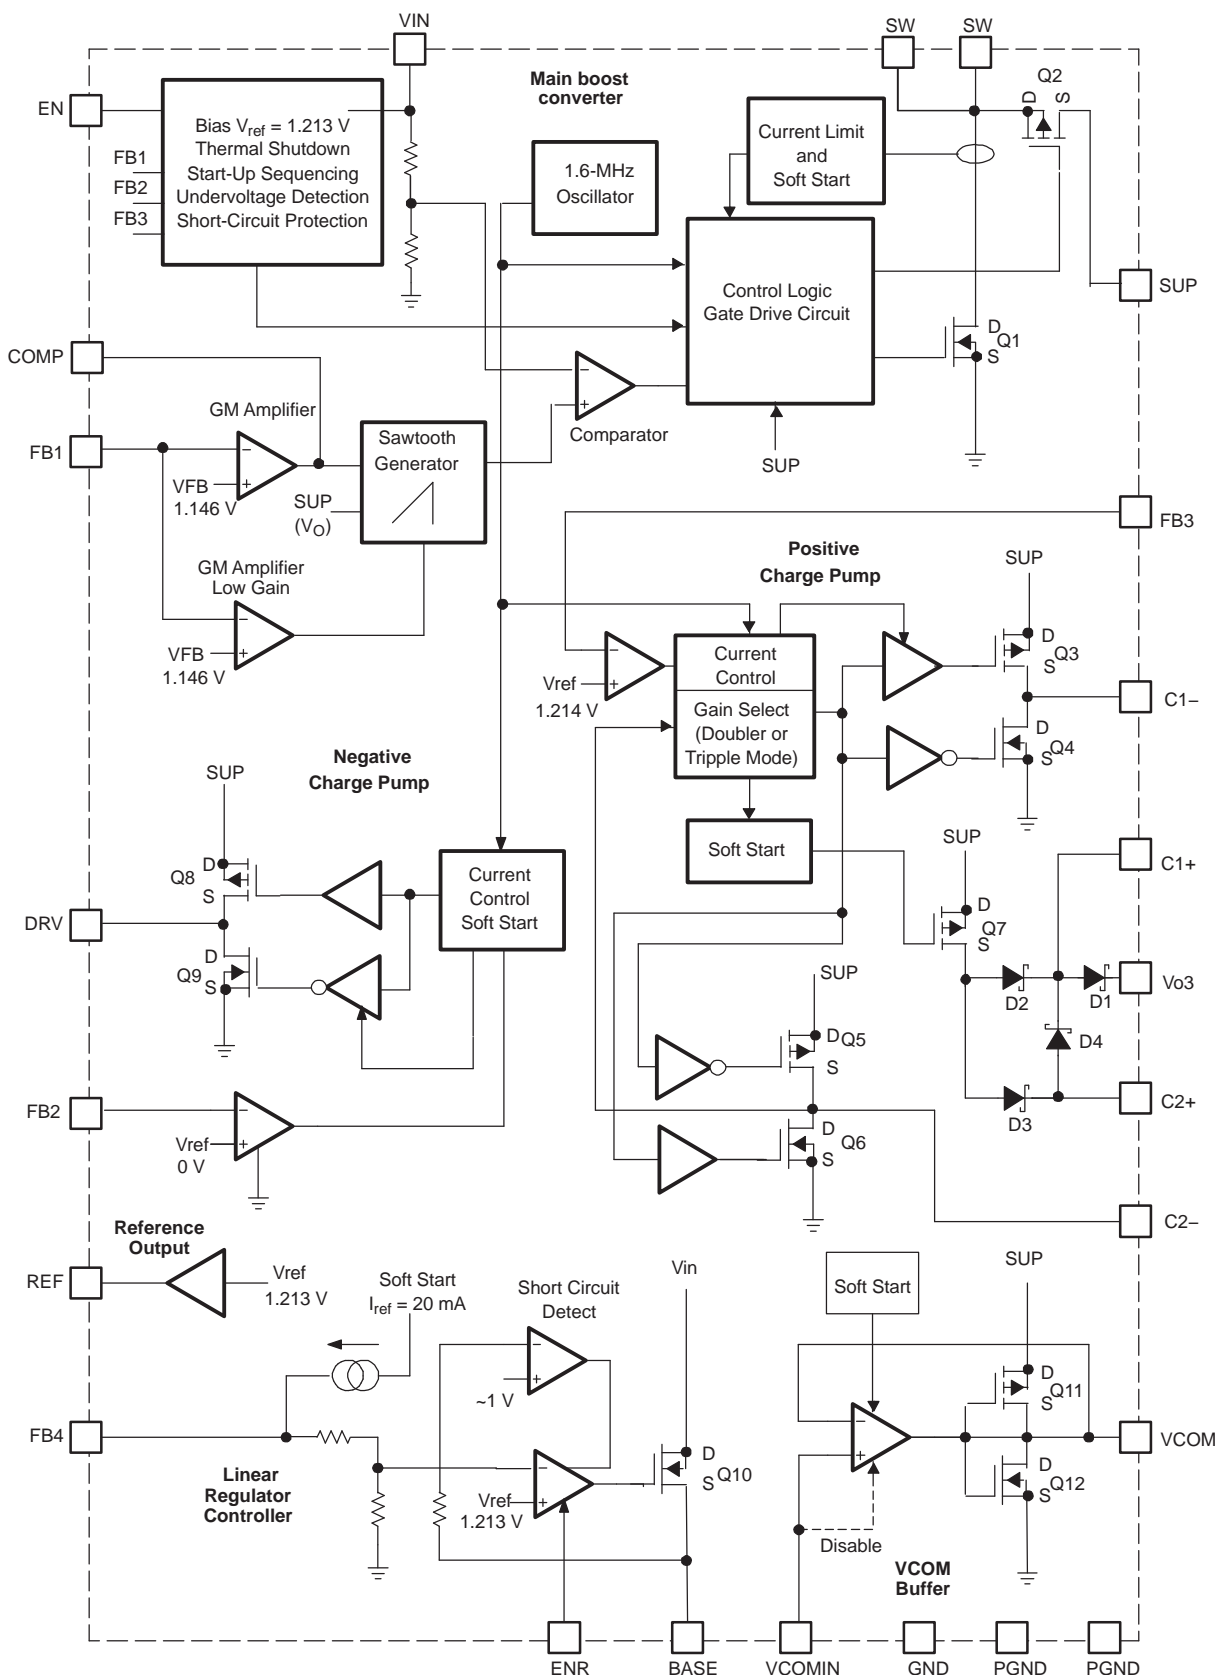 VIN
SW
SW
Main boost
converter
Q2
D
S
EN
Bias Vref = 1.213 V
Thermal Shutdown
Start-Up Sequencing
Undervoltage Detection
Short-Circuit Protection
FB1
FB2
FB3
1.6-MHz
Oscillator
Current Limit
and
Soft Start
Control Logic
Gate Drive Circuit
SUP
D
Q1
S
COMP
GM Amplifier
FB1
−
+
VFB
1.146 V
Sawtooth
Generator
SUP
(VO)
−
+
Comparator
SUP
GM Amplifier
Low Gain
−
+
VFB
1.146 V
FB3
Positive
Charge Pump
SUP
−
+
Vref
1.214 V
Current
Control
Gain Select
(Doubler or
Tripple Mode)
Soft Start
D
Q3
S
C1–
D
Q4
S
Negative
Charge Pump
SUP
D
Q8
S
DRV
D
Q9
S
Current
Control
Soft Start
SUP
D
Q7
S
C1+
Vo3
D2
D1
D4
D3
C2+
SUP
D
Q5
S
D
Q6
S
C2–
FB2
−
+
Vref
0 V
Reference
Output
REF
Vref
1.213 V
Soft Start
Iref = 20 mA
Short Circuit
Detect
−
+
~1 V
Vin
FB4
Linear
Regulator
Controller
−
+
Vref
1.213 V
D
Q10
S
Soft Start
SUP
−
+
D
Q11
S
D
Q12
S
VCOM
Disable
VCOM
Buffer
ENR
BASE
VCOMIN
GND
PGND
PGND